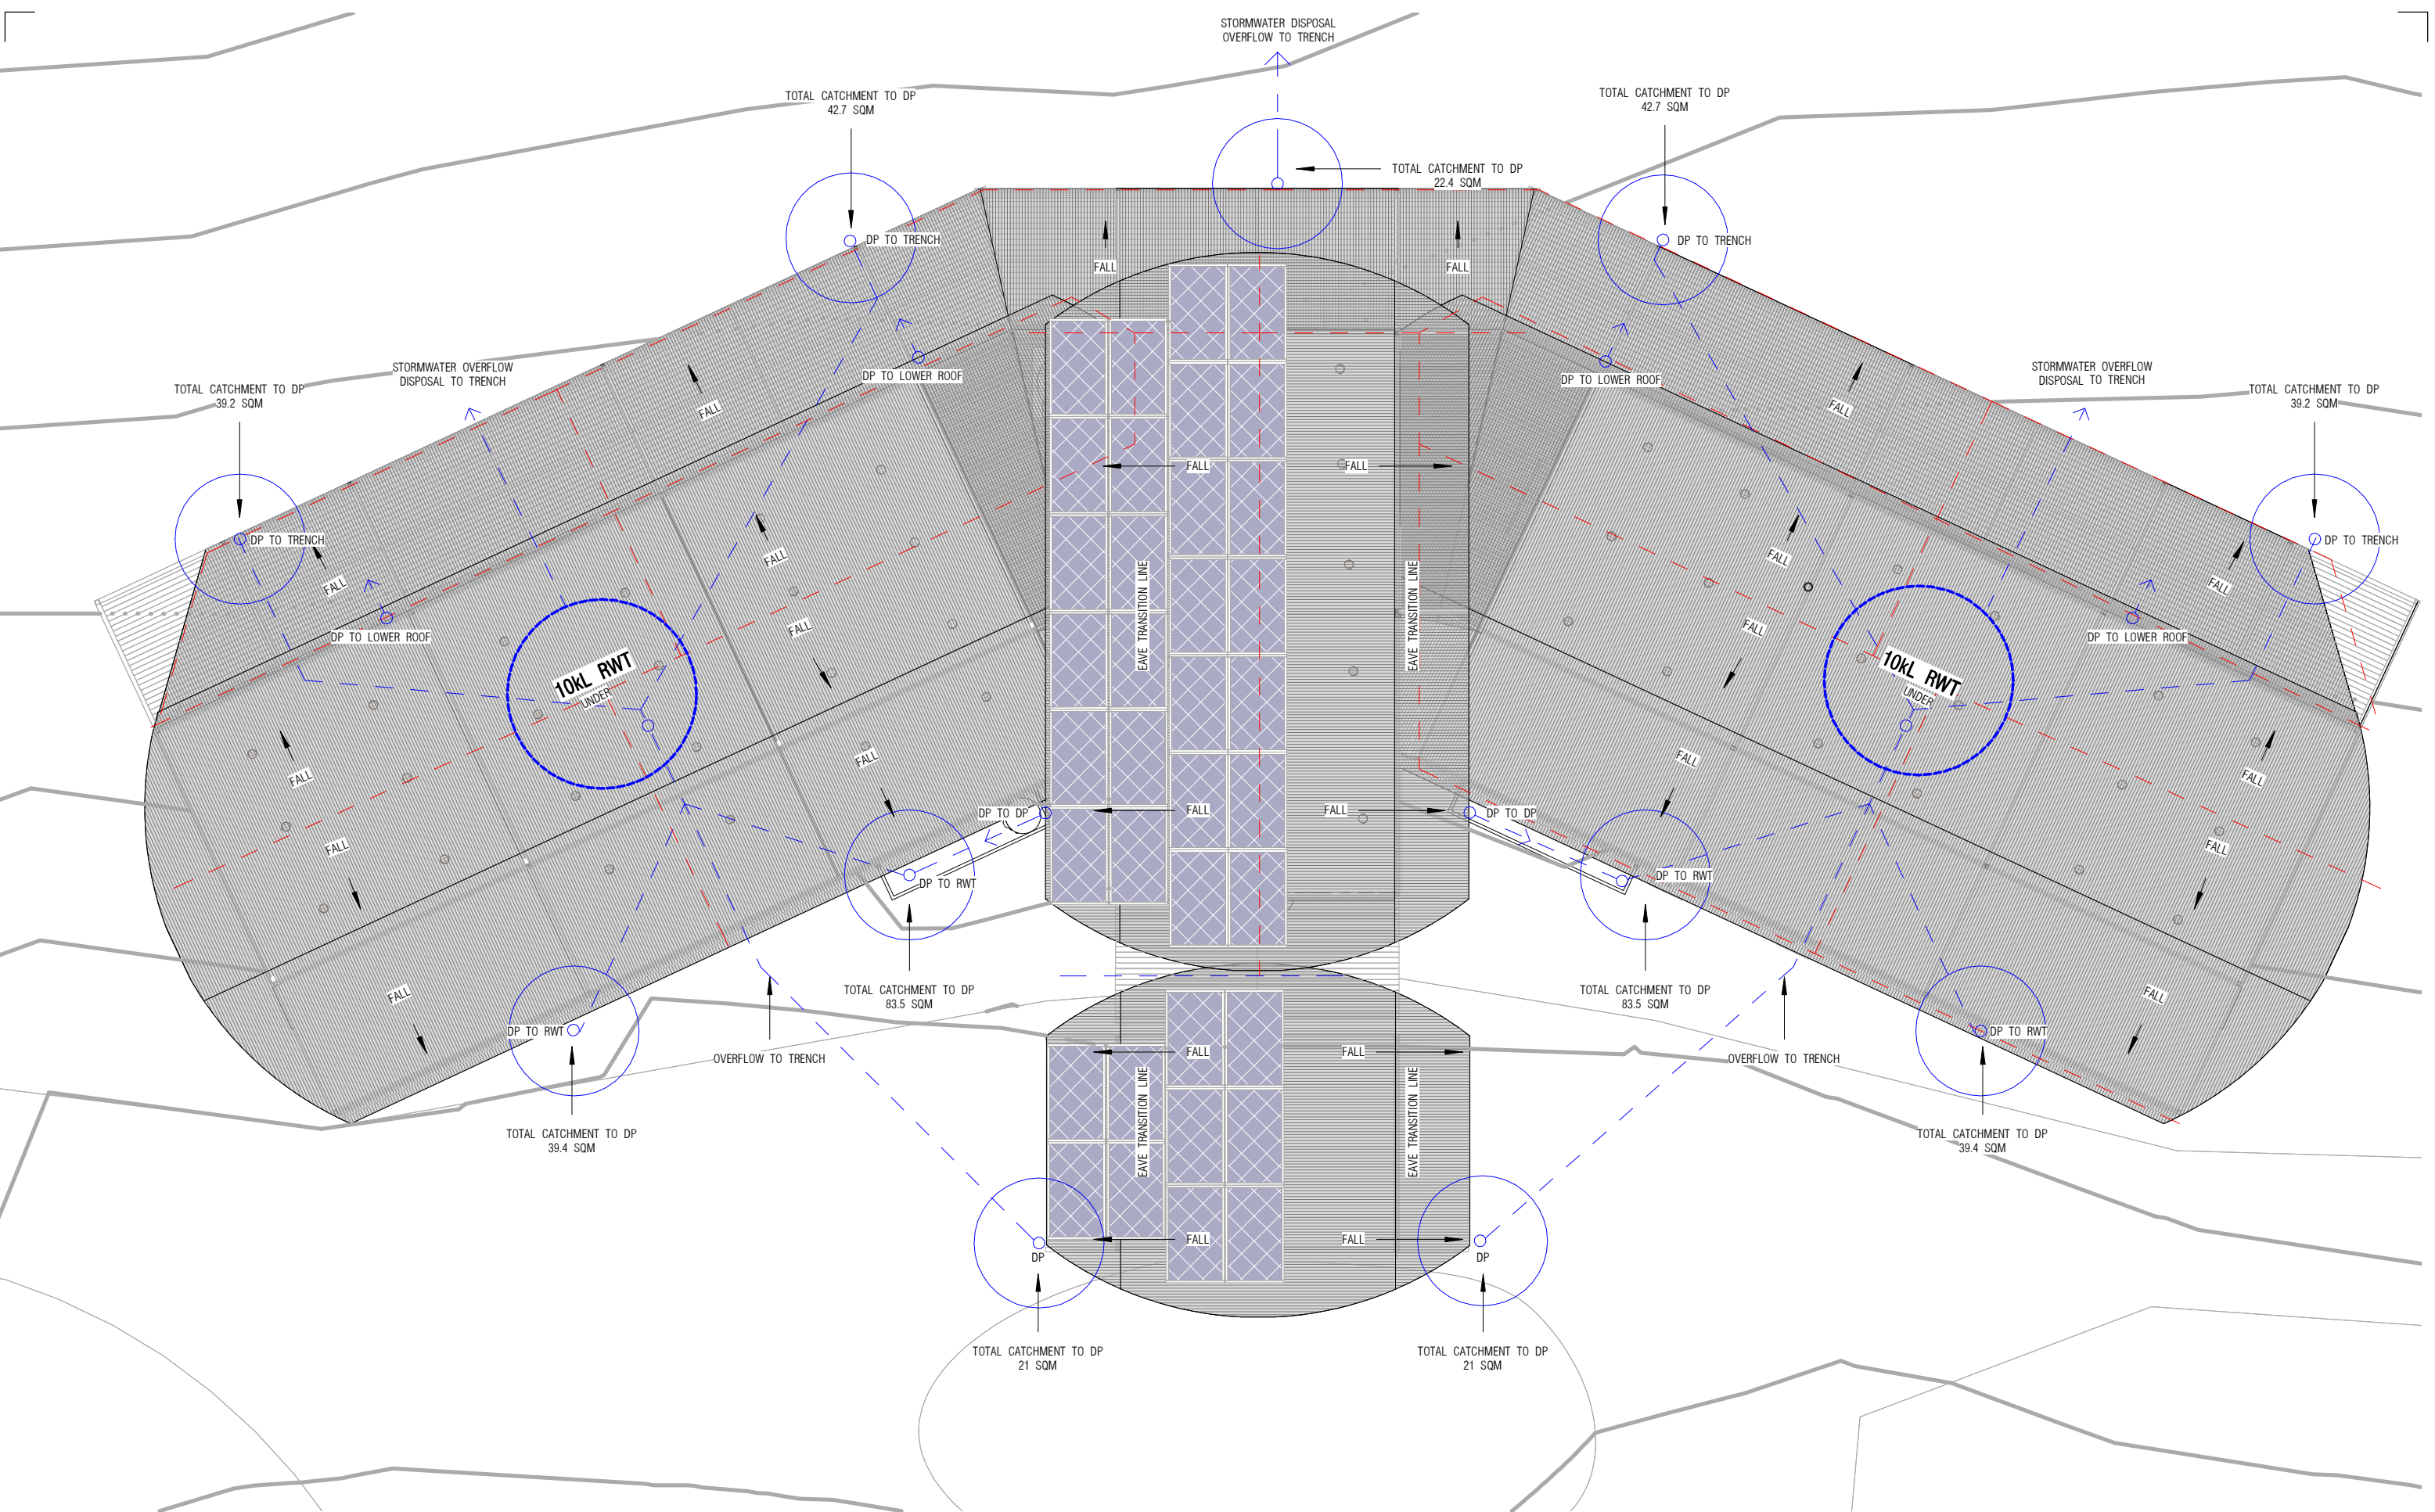 STORMWATER DISPOSAL
OVERFLOW TO TRENCH
TOTAL CATCHMENT TO DP
42.7 SQM
TOTAL CATCHMENT TO DP
42.7 SQM
TOTAL CATCHMENT TO DP
22.4 SQM
DP TO TRENCH
DP TO TRENCH
FALL
FALL
STORMWATER OVERFLOW
DISPOSAL TO TRENCH
STORMWATER OVERFLOW
DISPOSAL TO TRENCH
TOTAL CATCHMENT TO DP
39.2 SQM
TOTAL CATCHMENT TO DP
39.2 SQM
DP TO LOWER ROOF
DP TO LOWER ROOF
FALL
FALL
FALL
FALL
DP TO TRENCH
DP TO TRENCH
FALL
FALL
FALL
FALL
EAVE TRANSITION LINE
EAVE TRANSITION LINE
FALL
FALL
DP TO LOWER ROOF
DP TO LOWER ROOF
10kL RWT
UNDER
10kL RWT
UNDER
FALL
FALL
FALL
FALL
DP TO DP
FALL
FALL
DP TO DP
FALL
FALL
DP TO RWT
DP TO RWT
TOTAL CATCHMENT TO DP
83.5 SQM
TOTAL CATCHMENT TO DP
83.5 SQM
FALL
FALL
DP TO RWT
DP TO RWT
OVERFLOW TO TRENCH
FALL
FALL
OVERFLOW TO TRENCH
EAVE TRANSITION LINE
EAVE TRANSITION LINE
TOTAL CATCHMENT TO DP
39.4 SQM
TOTAL CATCHMENT TO DP
39.4 SQM
FALL
FALL
DP
DP
TOTAL CATCHMENT TO DP
21 SQM
TOTAL CATCHMENT TO DP
21 SQM